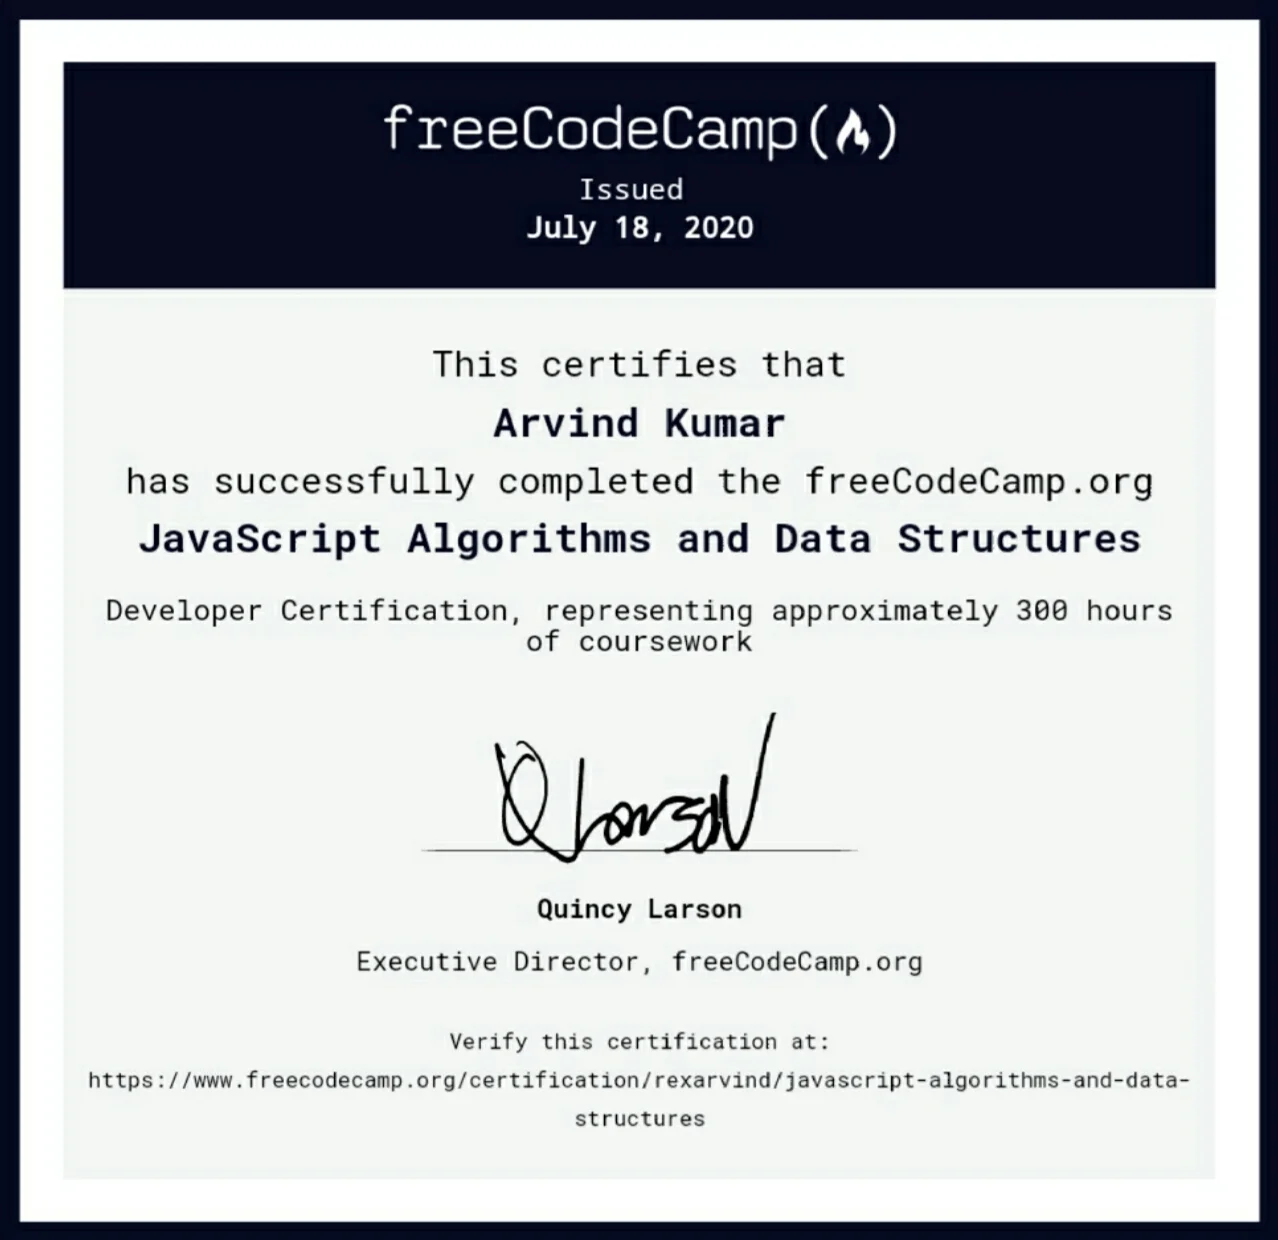 freeCodeCamp(🔥)
Issued
July 18, 2020
This certifies that
Arvind Kumar
has successfully completed the freeCodeCamp.org
JavaScript Algorithms and Data Structures
Developer Certification, representing approximately 300 hours
of coursework
Q Larson
Quincy Larson
Executive Director, freeCodeCamp.org
Verify this certification at:
https://www.freecodecamp.org/certification/rexarvind/javascript-algorithms-and-data-
structures